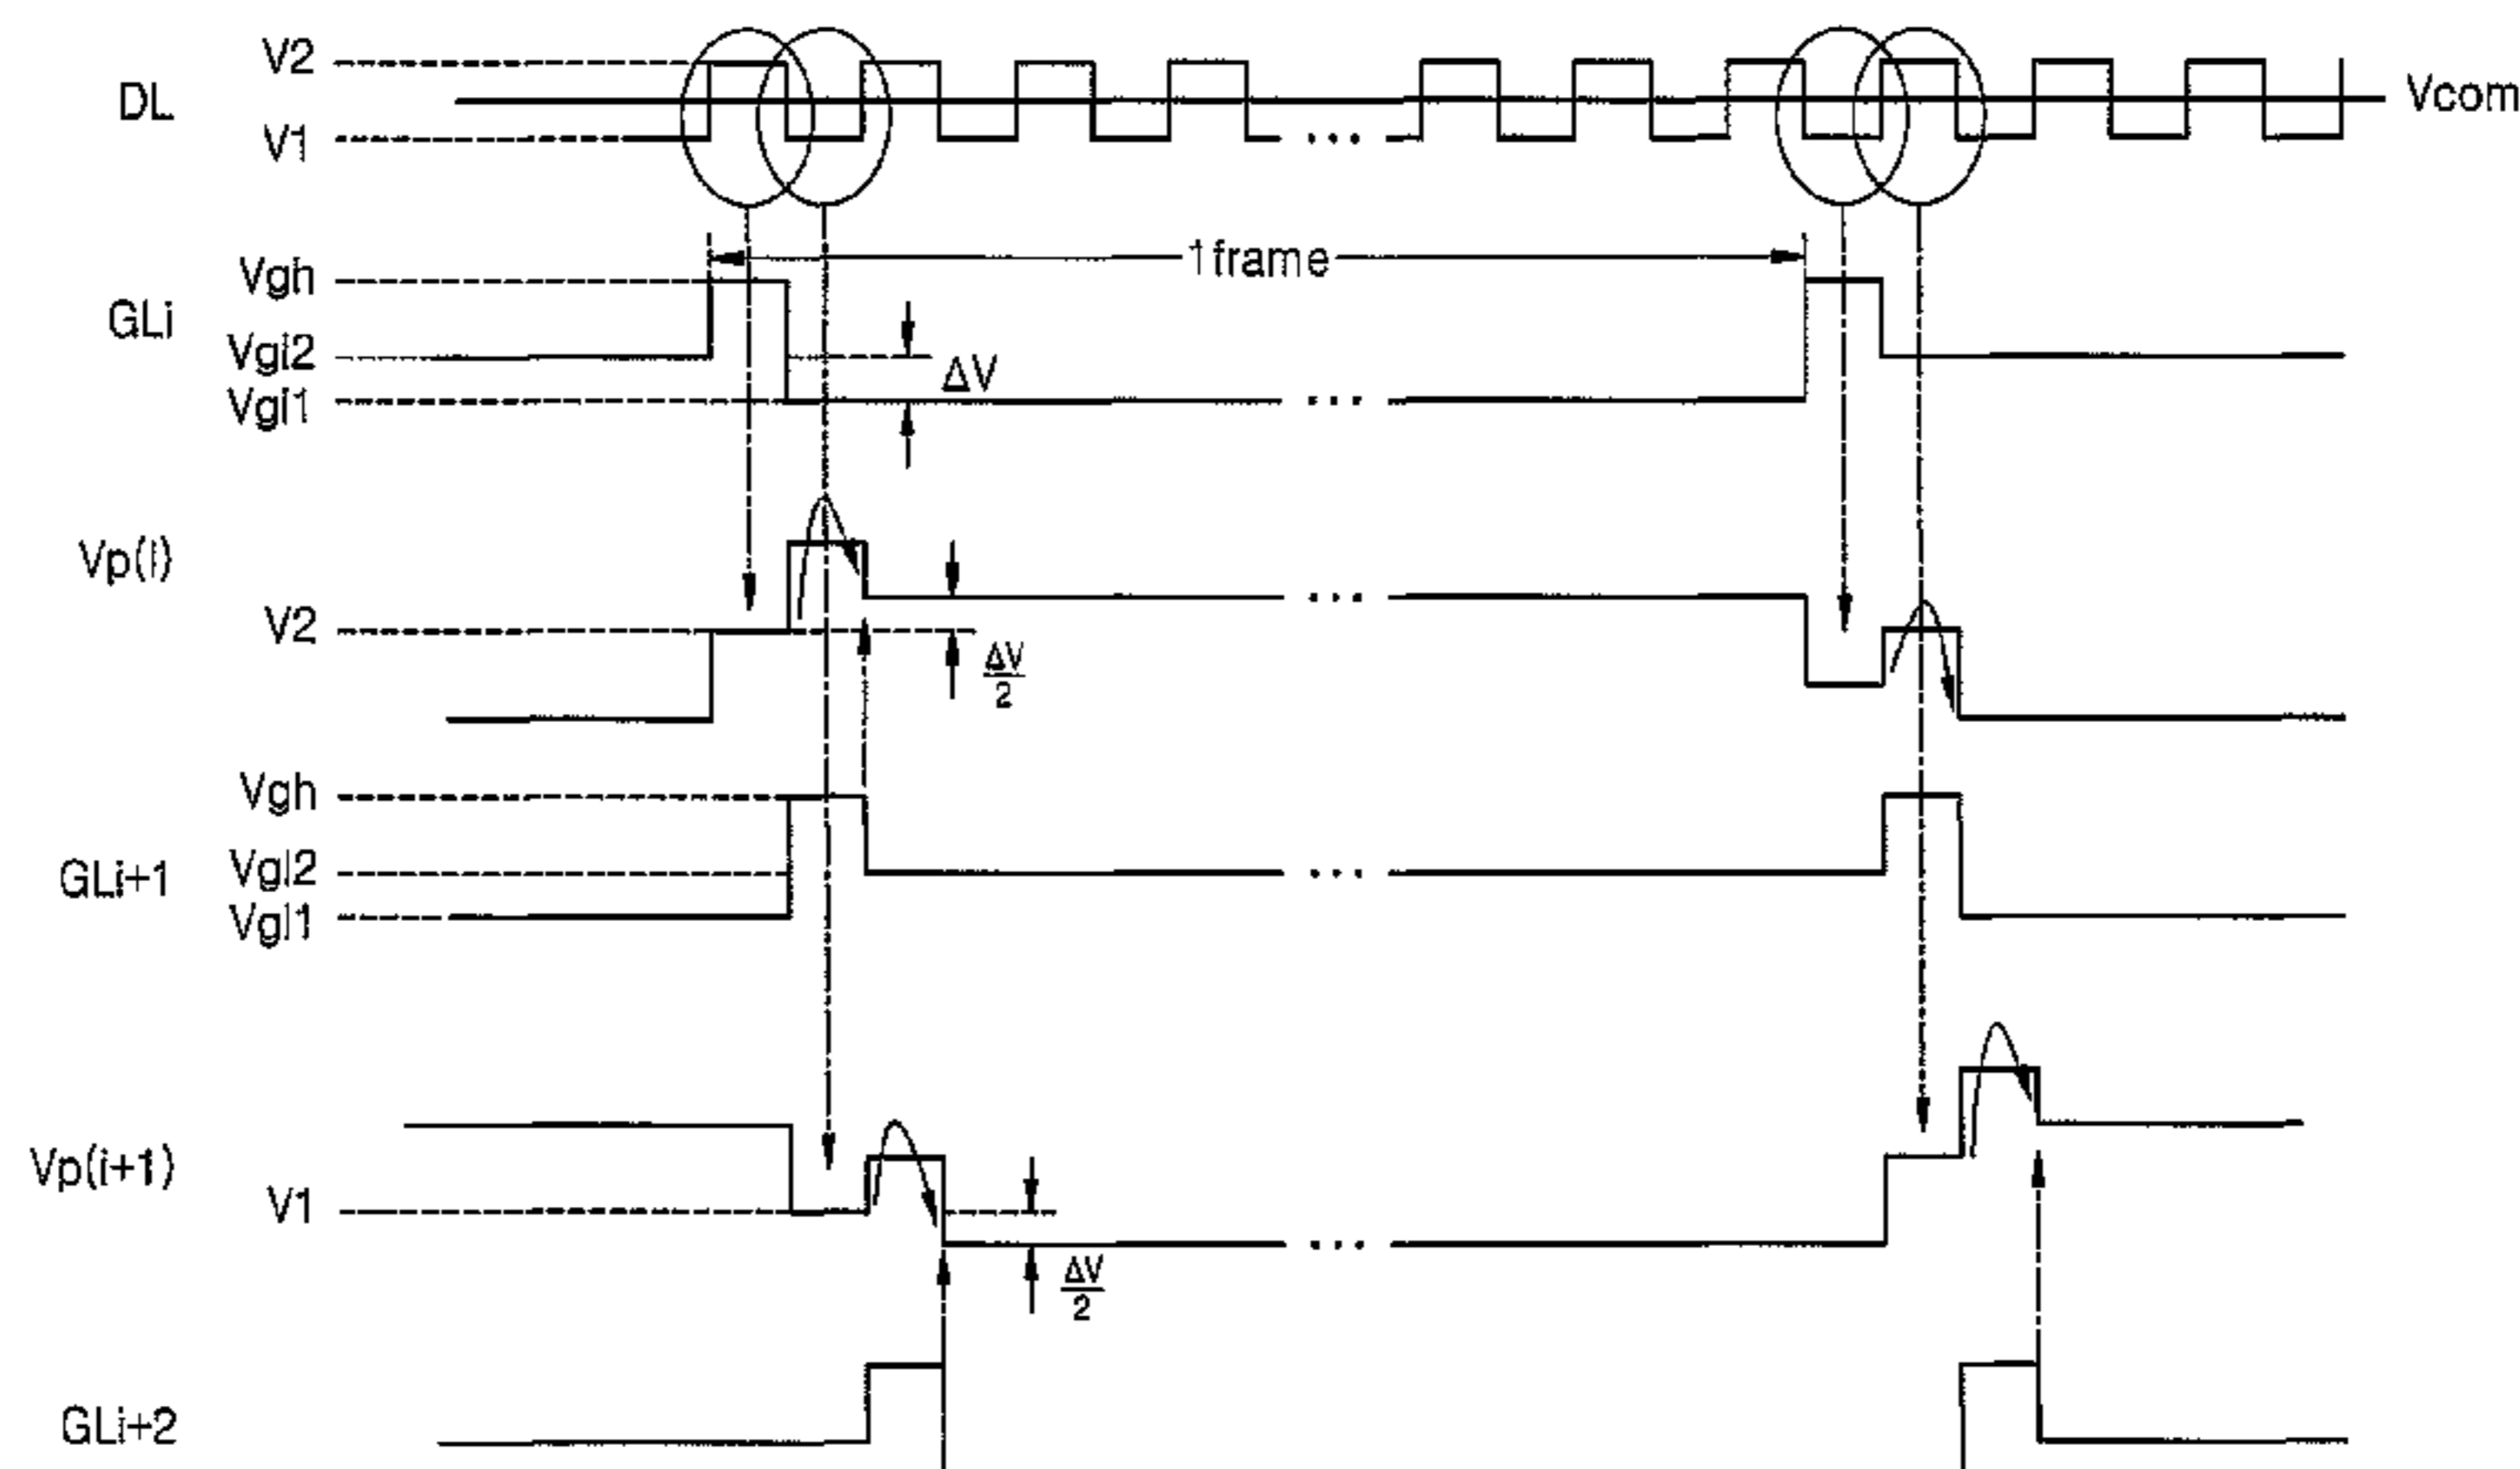 V2
DL
V1
Vcom
1frame
Vgh
GLi
Vgl2
Vgl1
ΔV
Vp(i)
V2
ΔV/2
Vgh
Vgl2
GLi+1
Vgl1
Vp(i+1)
V1
ΔV/2
GLi+2